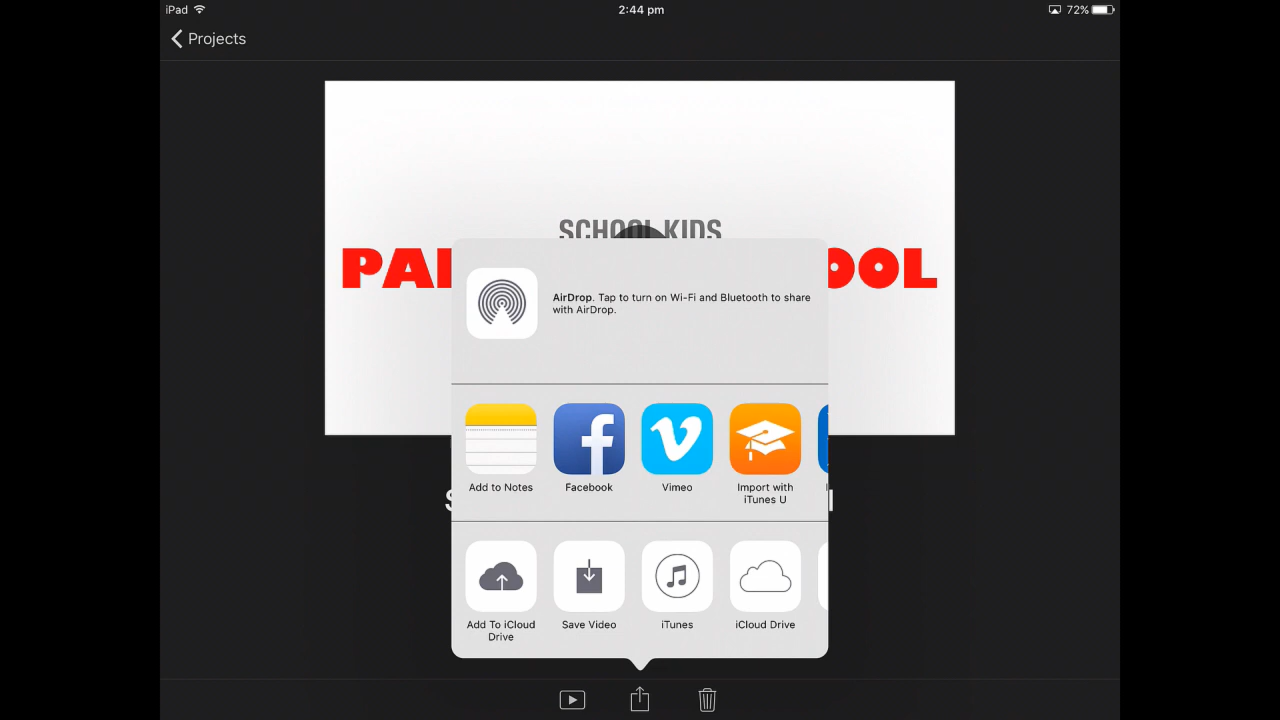 iPad
2:44 pm
72%
Projects
SCHOOL KIDS
AirDrop. Tap to turn on Wi-Fi and Bluetooth to share
with AirDrop.
Add to Notes
Facebook
Vimeo
Import with
iTunes U
Add To iCloud
Drive
Save Video
iTunes
iCloud Drive